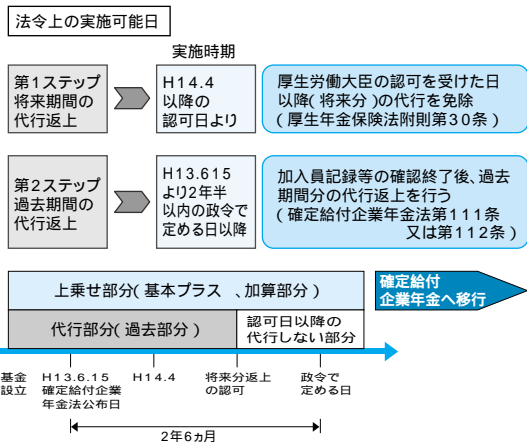 法令上の実施可能日
実施時期
第1ステップ
将来期間の
代行返上
H14.4
以降の
認可日より
厚生労働大臣の認可を受けた日
以降(将来分)の代行を免除
(厚生年金保険法附則第30条)
第2ステップ
過去期間の
代行返上
H13.615
より2年半
以内の政令で
定める日以降
加入員記録等の確認終了後、過去
期間分の代行返上を行う
(確定給付企業年金法第111条
又は第112条)
上乗せ部分(基本プラス 、加算部分)
確定給付
企業年金へ移行
代行部分(過去部分)
認可日以降の
代行しない部分
基金
設立
H13.6.15
確定給付企業
年金法公布日
H14.4
将来分返上
の認可
政令で
定める日
2年6ヵ月